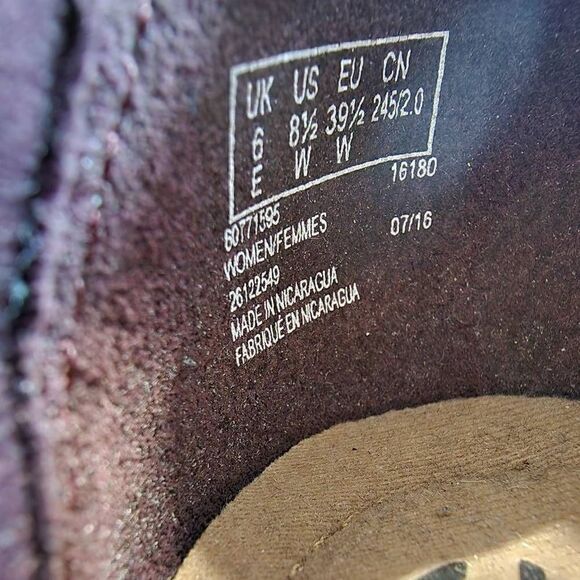 UK US EU CN
6 8½ 39½ 245/2.0
E W W
16180
60771595
WOMEN/FEMMES 07/16
26122549
MADE IN NICARAGUA
FABRIQUE EN NICARAGUA